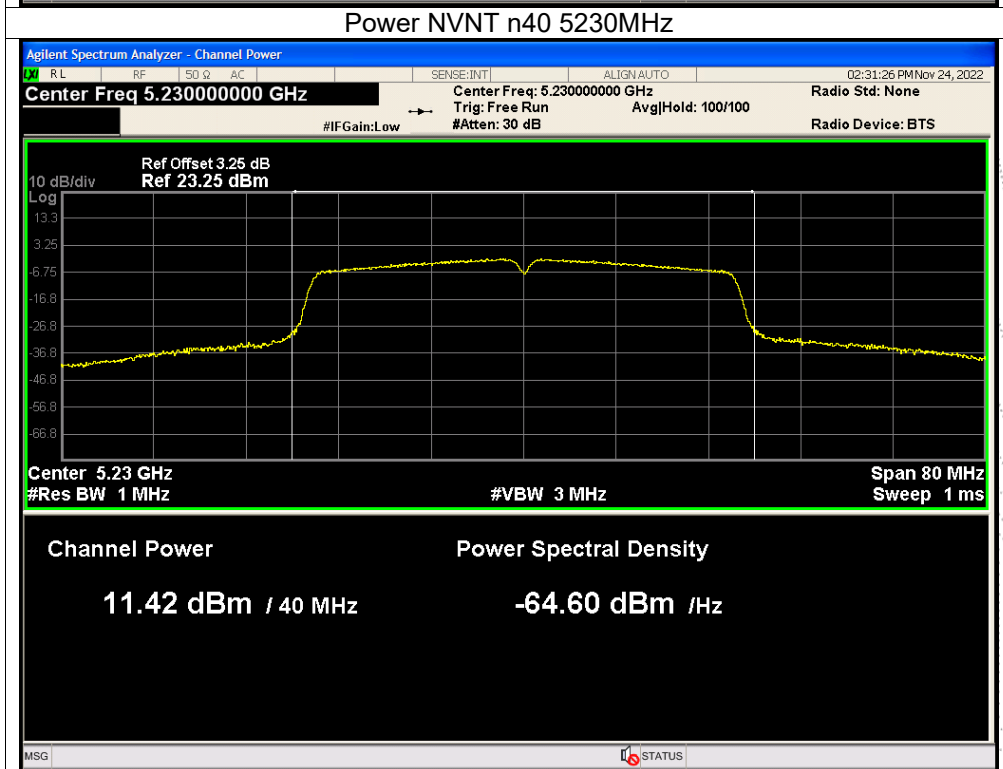 Power NVNT n40 5230MHz
Agilent Spectrum Analyzer - Channel Power
LXI RL RF 50 Ω AC SENSE:INT ALIGN AUTO 02:31:26 PM Nov 24, 2022
Center Freq 5.230000000 GHz Center Freq: 5.230000000 GHz Radio Std: None
Trig: Free Run Avg|Hold: 100/100
#IFGain:Low #Atten: 30 dB Radio Device: BTS
Ref Offset 3.25 dB
10 dB/div Ref 23.25 dBm
Log
13.3
3.25
-6.75
-16.8
-26.8
-36.8
-46.8
-56.8
-66.8
Center 5.23 GHz Span 80 MHz
#Res BW 1 MHz #VBW 3 MHz Sweep 1 ms
Channel Power Power Spectral Density
11.42 dBm / 40 MHz -64.60 dBm /Hz
MSG STATUS